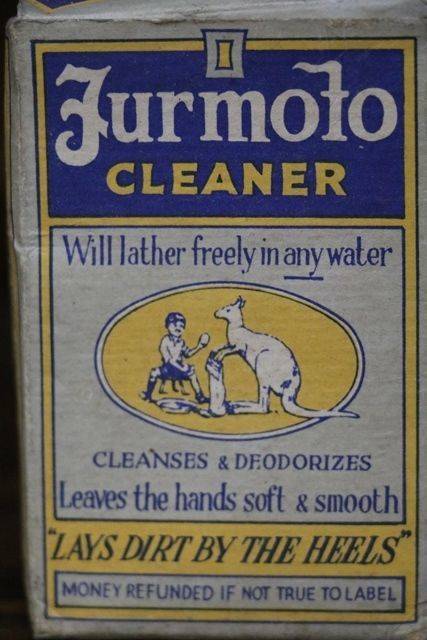 Furmoto
CLEANER
Will lather freely in any water
CLEANSES & DEODORIZES
Leaves the hands soft & smooth
"LAYS DIRT BY THE HEELS"
MONEY REFUNDED IF NOT TRUE TO LABEL